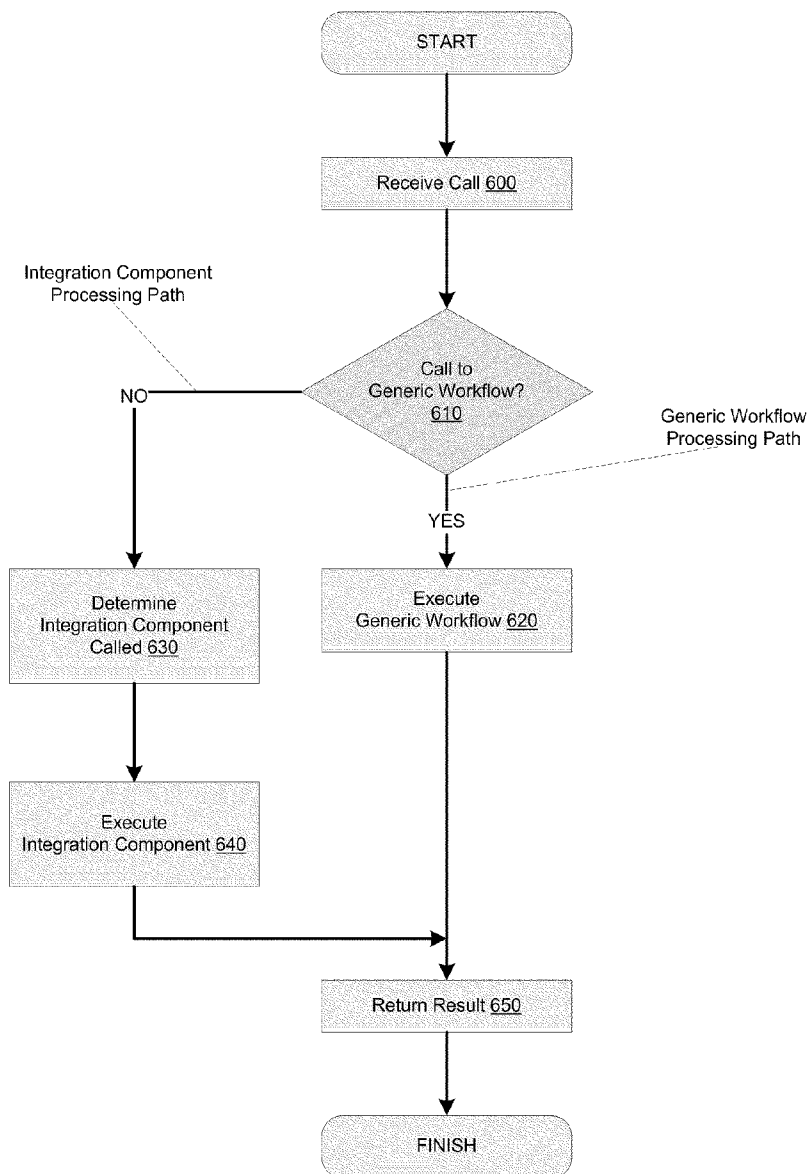 START
Receive Call 600
Integration Component
Processing Path
Call to
Generic Workflow?
610
NO
Generic Workflow
Processing Path
YES
Determine
Integration Component
Called 630
Execute
Generic Workflow 620
Execute
Integration Component 640
Return Result 650
FINISH